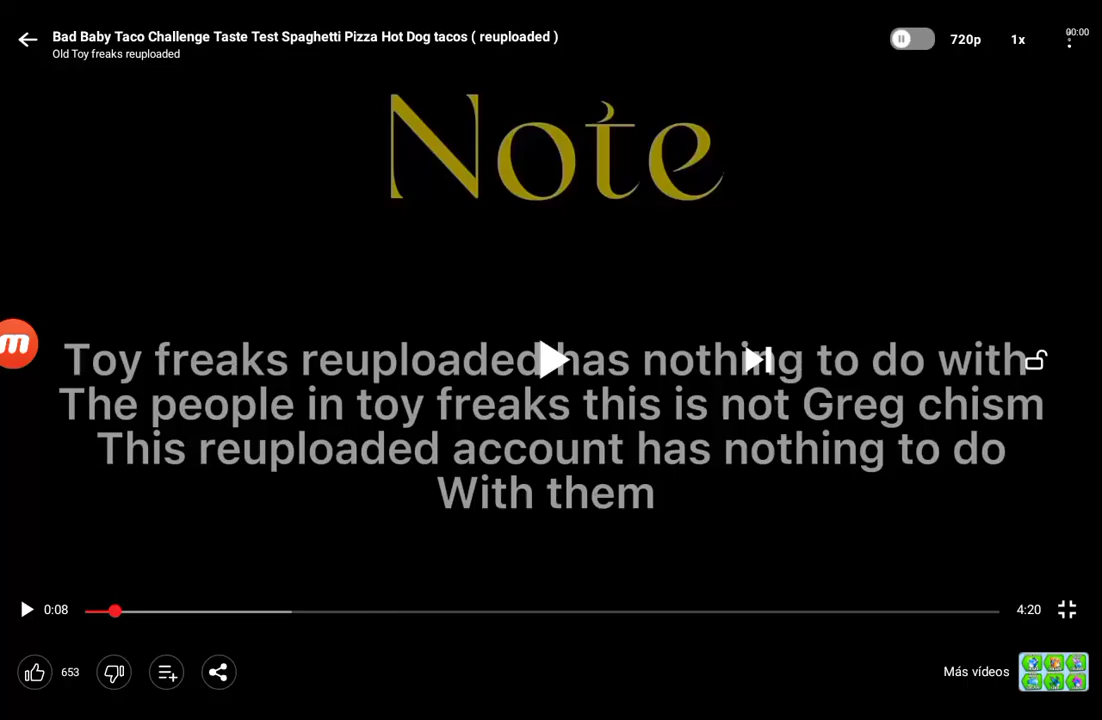 Bad Baby Taco Challenge Taste Test Spaghetti Pizza Hot Dog tacos ( reuploaded )
Old Toy freaks reuploaded
720p
1x
00:00
Note
Toy freaks reuploaded has nothing to do with
The people in toy freaks this is not Greg chism
This reuploaded account has nothing to do
With them
0:08
4:20
653
Más vídeos